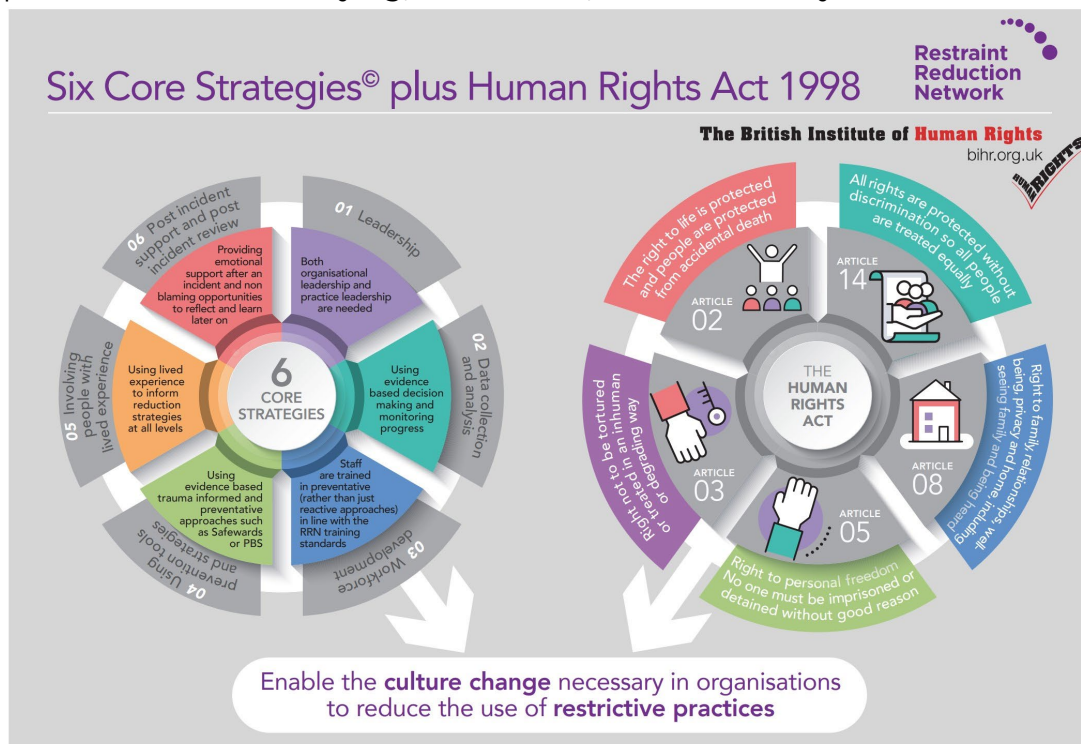 Six Core Strategies© plus Human Rights Act 1998
Restraint
Reduction
Network
The British Institute of Human Rights
bihr.org.uk
HUMAN RIGHTS
01 Leadership
Both
organisational
leadership and
practice leadership
are needed
02 Data collection
and analysis
Using
evidence
based decision
making and
monitoring
progress
03 Workforce
development
Staff
are trained
in preventative
(rather than just
reactive approaches)
in line with the
RRN training
standards
04 Using
prevention tools
and strategies
Using
evidence based
trauma informed and
preventative
approaches such
as Safewards
or PBS
05 Involving
people with
lived experience
Using lived
experience
to inform
reduction
strategies
at all levels
06 Post incident
support and post
incident review
Providing
emotional
support after an
incident and non
blaming opportunities
to reflect and learn
later on
6
CORE
STRATEGIES
The right to life is protected
and people are protected
from accidental death
ARTICLE
02
All rights are protected without
discrimination so all people
are treated equally
ARTICLE
14
Right not to be tortured
or treated in an inhuman
or degrading way
ARTICLE
03
Right to family, relationships, well-
being, privacy and home, including
seeing family and being heard
ARTICLE
08
ARTICLE
05
Right to personal freedom
No one must be imprisoned or
detained without good reason
THE
HUMAN
RIGHTS
ACT
Enable the culture change necessary in organisations
to reduce the use of restrictive practices